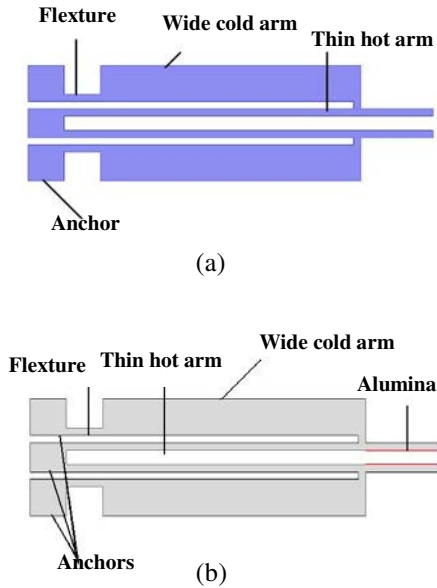 Flexture
Wide cold arm
Thin hot arm
Anchor
(a)
Wide cold arm
Flexture
Thin hot arm
Alumina
Anchors
(b)